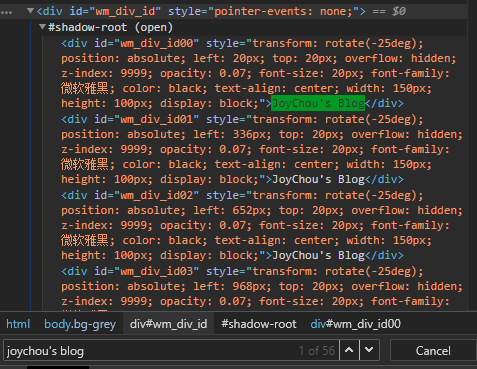 ... ▼<div id="wm_div_id" style="pointer-events: none;"> == $0
▼#shadow-root (open)
<div id="wm_div_id00" style="transform: rotate(-25deg);
position: absolute; left: 20px; top: 20px; overflow: hidden;
z-index: 9999; opacity: 0.07; font-size: 20px; font-family:
微软雅黑; color: black; text-align: center; width: 150px;
height: 100px; display: block;">JoyChou's Blog</div>
<div id="wm_div_id01" style="transform: rotate(-25deg);
position: absolute; left: 336px; top: 20px; overflow: hidden;
z-index: 9999; opacity: 0.07; font-size: 20px; font-family:
微软雅黑; color: black; text-align: center; width: 150px;
height: 100px; display: block;">JoyChou's Blog</div>
<div id="wm_div_id02" style="transform: rotate(-25deg);
position: absolute; left: 652px; top: 20px; overflow: hidden;
z-index: 9999; opacity: 0.07; font-size: 20px; font-family:
微软雅黑; color: black; text-align: center; width: 150px;
height: 100px; display: block;">JoyChou's Blog</div>
<div id="wm_div_id03" style="transform: rotate(-25deg);
position: absolute; left: 968px; top: 20px; overflow: hidden;
z-index: 9999; opacity: 0.07; font-size: 20px; font-family:
html body.bg-grey div#wm_div_id #shadow-root div#wm_div_id00
joychou's blog 1 of 56 Cancel